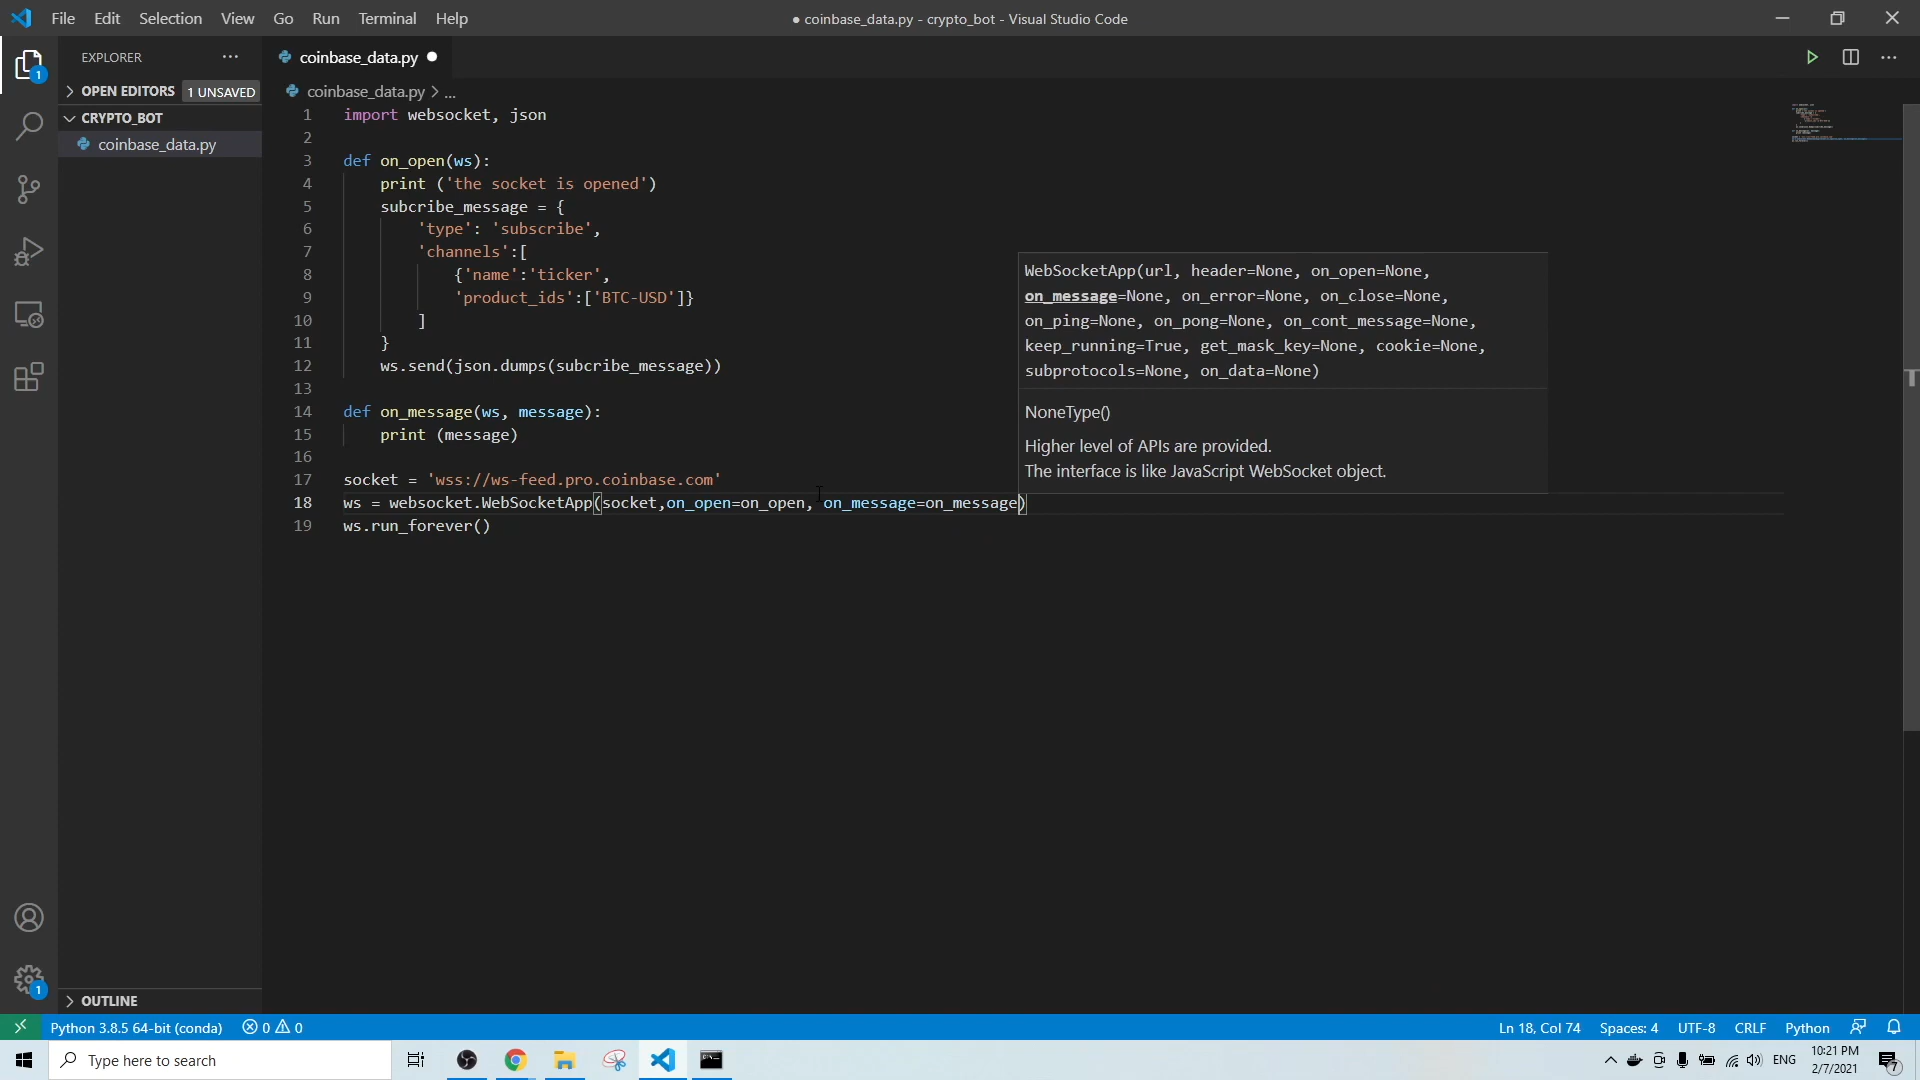 File Edit Selection View Go Run Terminal Help
● coinbase_data.py - crypto_bot - Visual Studio Code
EXPLORER
OPEN EDITORS 1 UNSAVED
CRYPTO_BOT
coinbase_data.py
OUTLINE
1
1
coinbase_data.py
coinbase_data.py > ...
1 import websocket, json
2
3 def on_open(ws):
4 print ('the socket is opened')
5 subcribe_message = {
6 'type': 'subscribe',
7 'channels':[
8 {'name':'ticker',
9 'product_ids':['BTC-USD']}
10 ]
11 }
12 ws.send(json.dumps(subcribe_message))
13
14 def on_message(ws, message):
15 print (message)
16
17 socket = 'wss://ws-feed.pro.coinbase.com'
18 ws = websocket.WebSocketApp(socket,on_open=on_open, on_message=on_message)
19 ws.run_forever()
WebSocketApp(url, header=None, on_open=None,
on_message=None, on_error=None, on_close=None,
on_ping=None, on_pong=None, on_cont_message=None,
keep_running=True, get_mask_key=None, cookie=None,
subprotocols=None, on_data=None)
NoneType()
Higher level of APIs are provided.
The interface is like JavaScript WebSocket object.
Python 3.8.5 64-bit (conda) 0 0
Ln 18, Col 74 Spaces: 4 UTF-8 CRLF Python
Type here to search
ENG
10:21 PM
2/7/2021
7